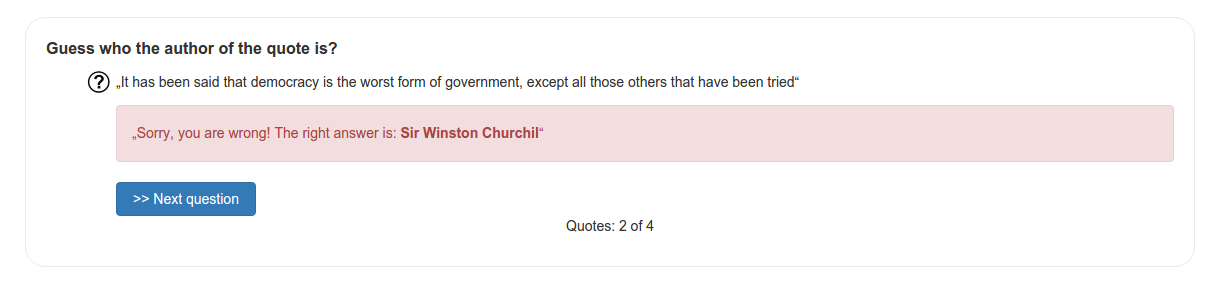 Guess who the author of the quote is?
? „It has been said that democracy is the worst form of government, except all those others that have been tried“
„Sorry, you are wrong! The right answer is: Sir Winston Churchil“
>> Next question
Quotes: 2 of 4